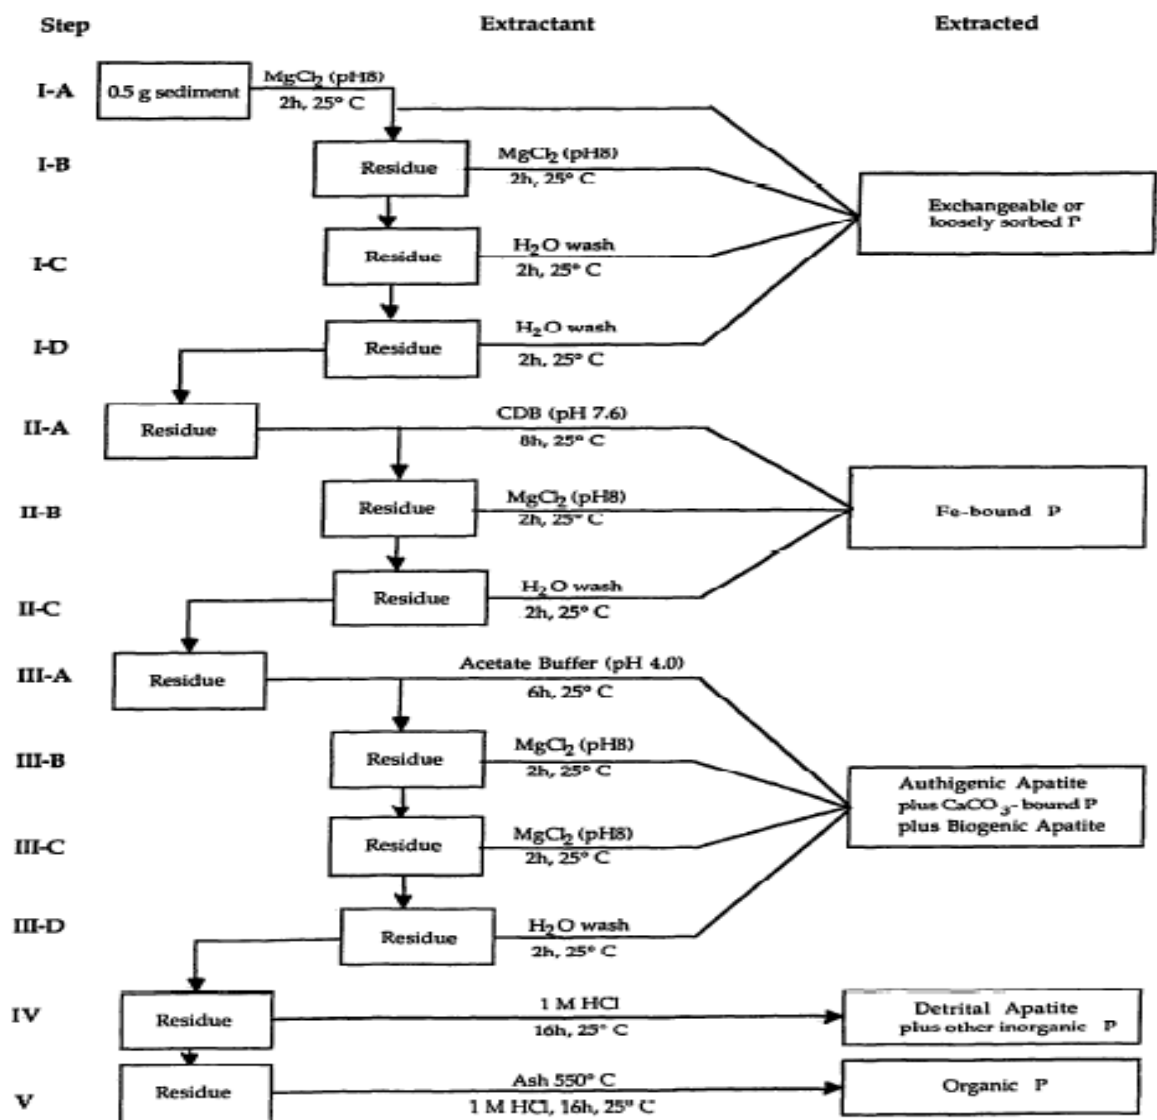 Step Extractant Extracted
I-A 0.5 g sediment MgCl2 (pH8)
2h, 25° C
I-B Residue MgCl2 (pH8)
2h, 25° C
Exchangeable or
loosely sorbed P
I-C Residue H2O wash
2h, 25° C
I-D Residue H2O wash
2h, 25° C
II-A Residue CDB (pH 7.6)
8h, 25° C
II-B Residue MgCl2 (pH8)
2h, 25° C
Fe-bound P
II-C Residue H2O wash
2h, 25° C
III-A Residue Acetate Buffer (pH 4.0)
6h, 25° C
III-B Residue MgCl2 (pH8)
2h, 25° C
Authigenic Apatite
plus CaCO3- bound P
plus Biogenic Apatite
III-C Residue MgCl2 (pH8)
2h, 25° C
III-D Residue H2O wash
2h, 25° C
IV Residue 1 M HCl
16h, 25° C
Detrital Apatite
plus other inorganic P
V Residue Ash 550° C
1 M HCl, 16h, 25° C
Organic P